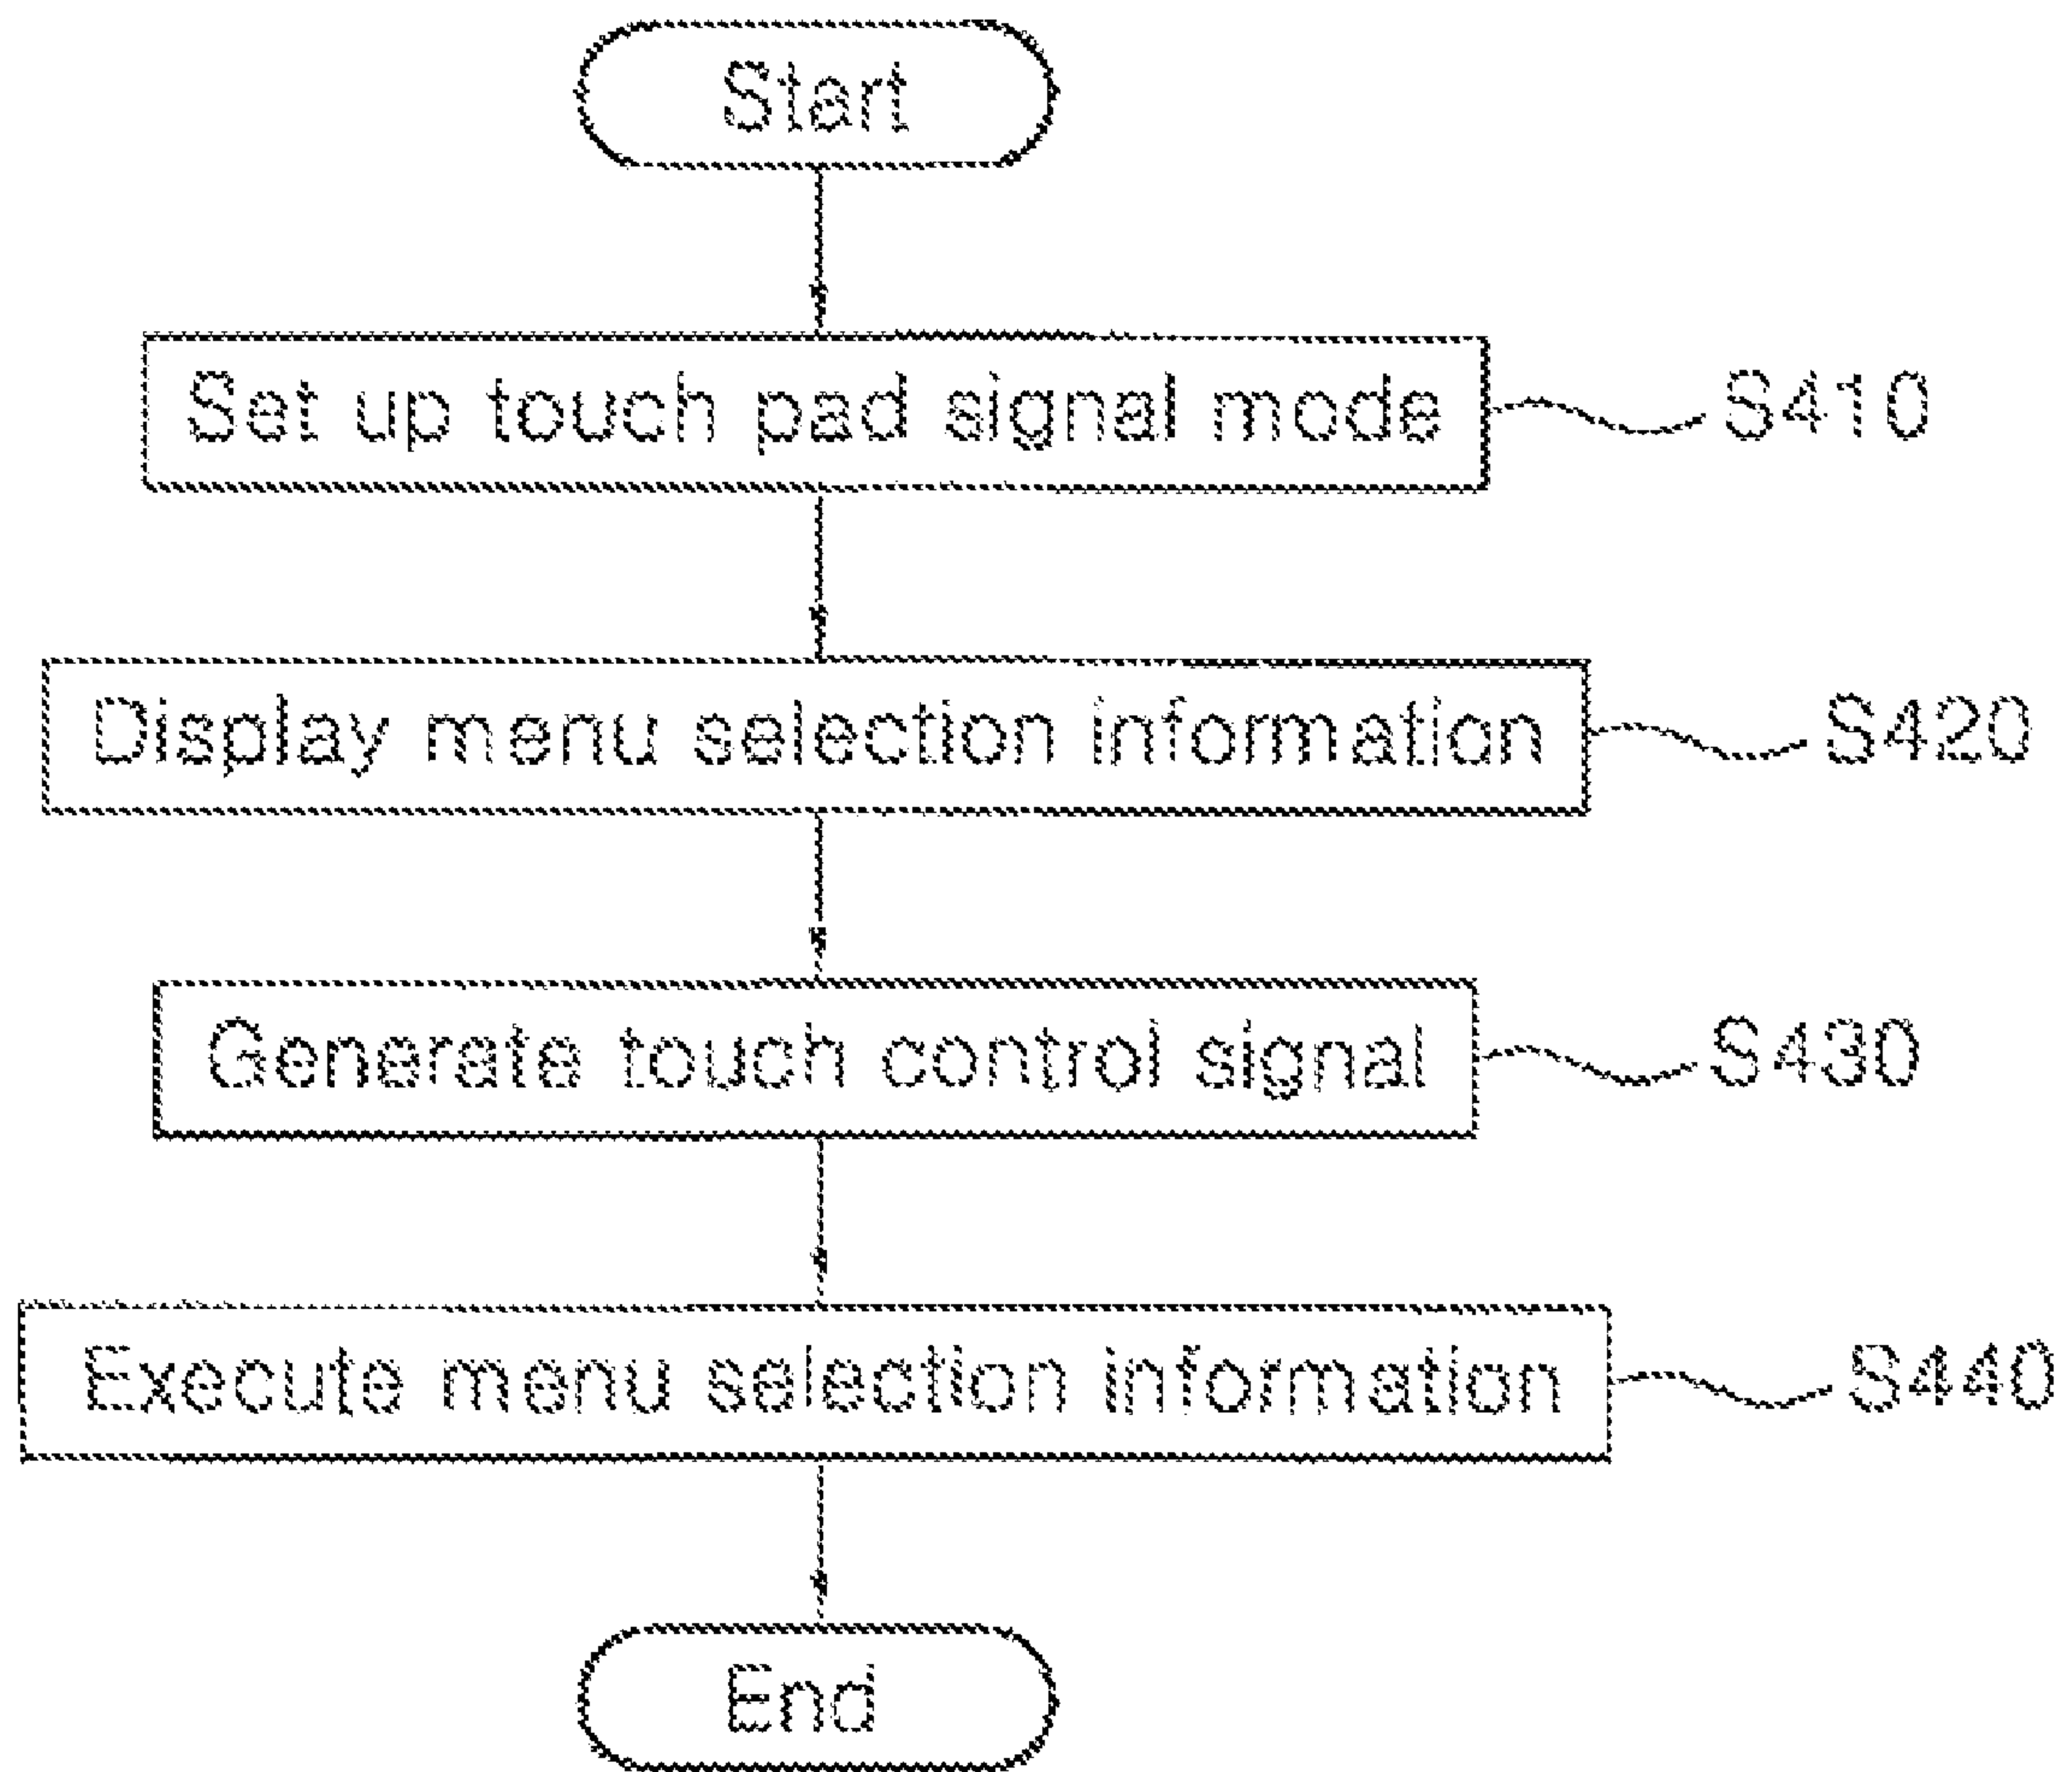 Start
Set up touch pad signal mode S410
Display menu selection information S420
Generate touch control signal S430
Execute menu selection information S440
End